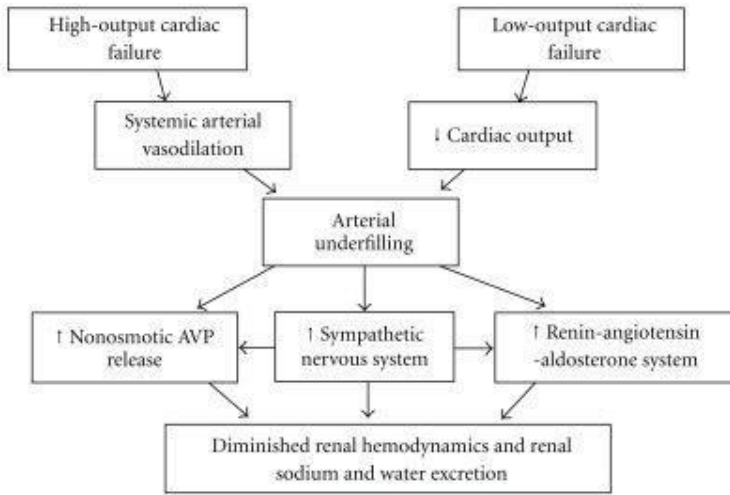 High-output cardiac
failure
Low-output cardiac
failure
Systemic arterial
vasodilation
↓ Cardiac output
Arterial
underfilling
↑ Nonosmotic AVP
release
↑ Sympathetic
nervous system
↑ Renin-angiotensin
-aldosterone system
Diminished renal hemodynamics and renal
sodium and water excretion